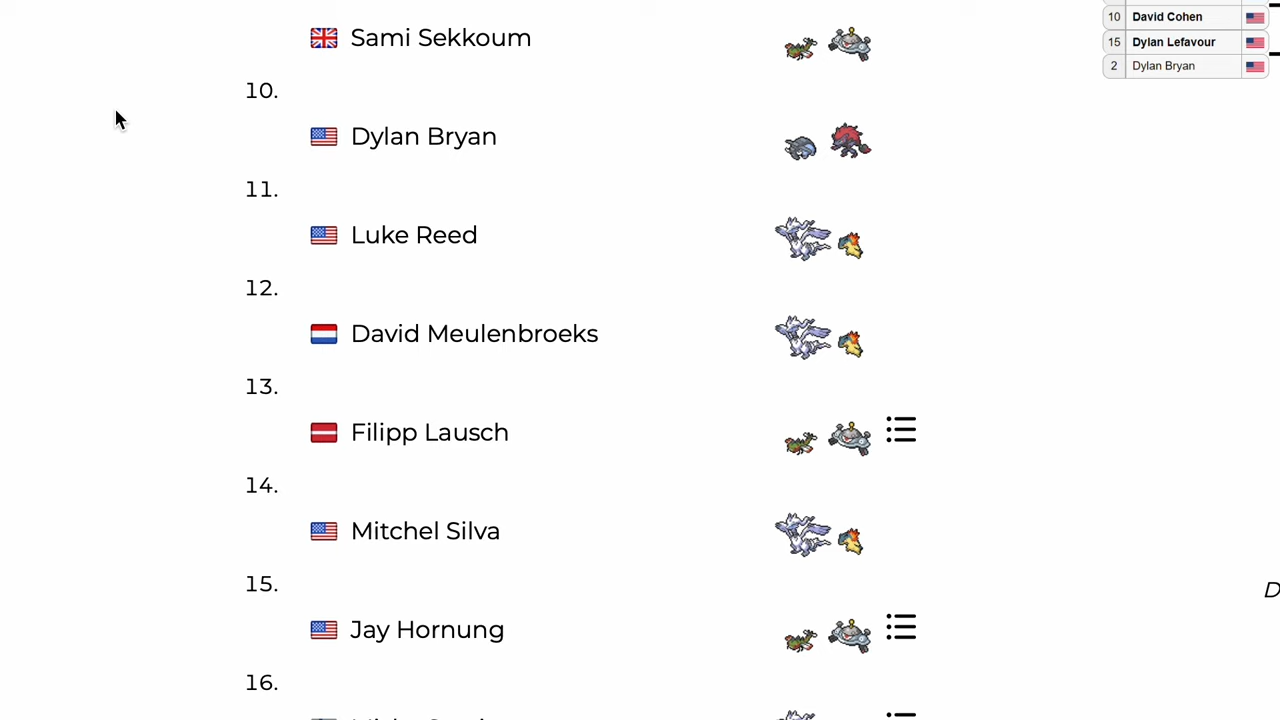 Sami Sekkoum
10.
Dylan Bryan
11.
Luke Reed
12.
David Meulenbroeks
13.
Filipp Lausch
14.
Mitchel Silva
15.
Jay Hornung
16.
10 David Cohen
15 Dylan Lefavour
2 Dylan Bryan
D